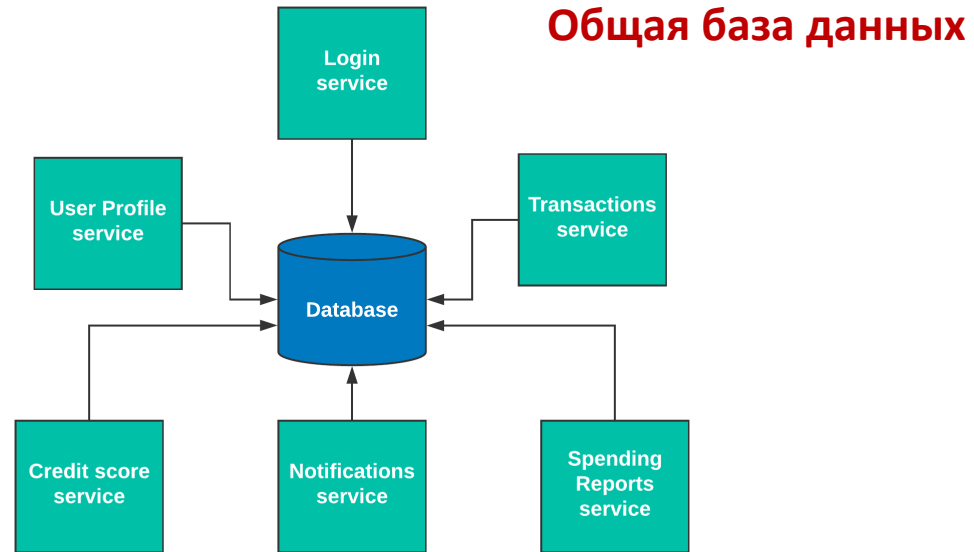 Общая база данных
Login
service
User Profile
service
Transactions
service
Database
Credit score
service
Notifications
service
Spending
Reports
service